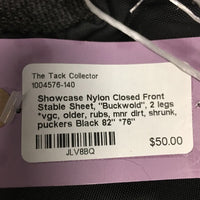 The Tack Collector
1004576-140
Showcase Nylon Closed Front
Stable Sheet, "Buckwold", 2 legs
*vgc, older, rubs, mnr dirt, shrunk,
puckers Black 82" *76"
$50.00
JLV8BQ